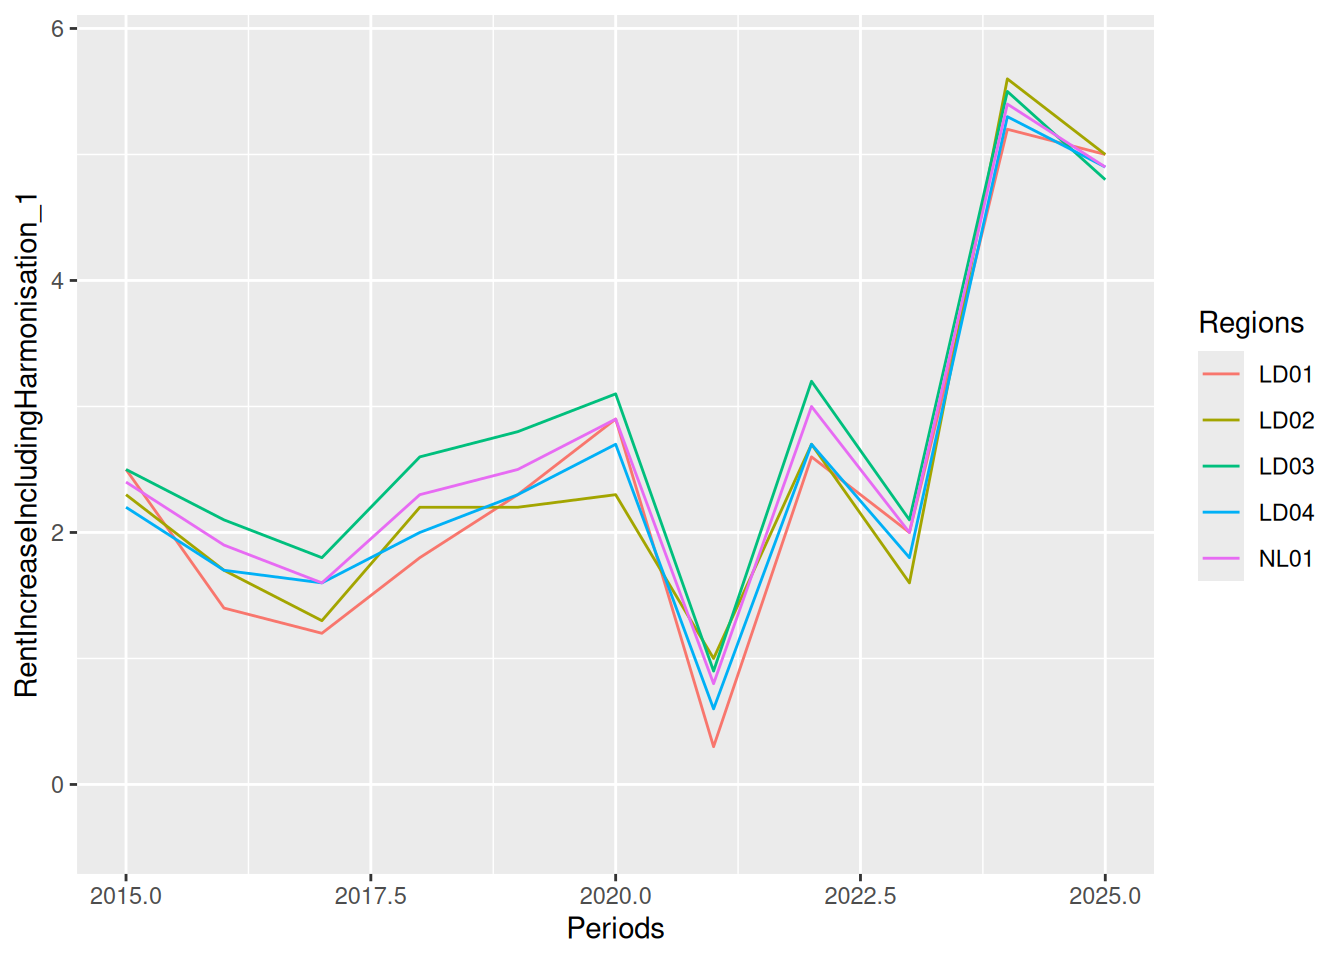 RentIncreaseIncludingHarmonisation_1
6
4
2
0
2015.0
2017.5
2020.0
2022.5
2025.0
Periods
Regions
LD01
LD02
LD03
LD04
NL01